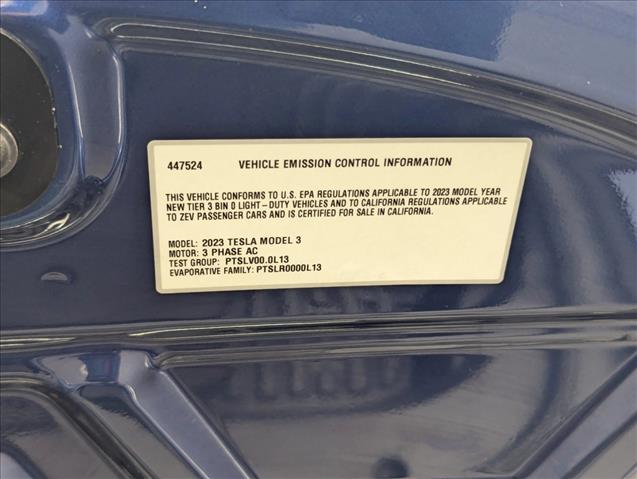 447524 VEHICLE EMISSION CONTROL INFORMATION
THIS VEHICLE CONFORMS TO U.S. EPA REGULATIONS APPLICABLE TO 2023 MODEL YEAR
NEW TIER 3 BIN 0 LIGHT-DUTY VEHICLES AND TO CALIFORNIA REGULATIONS APPLICABLE
TO ZEV PASSENGER CARS AND IS CERTIFIED FOR SALE IN CALIFORNIA.
MODEL: 2023 TESLA MODEL 3
MOTOR: 3 PHASE AC
TEST GROUP: PTSLV00.0L13
EVAPORATIVE FAMILY: PTSLR0000L13